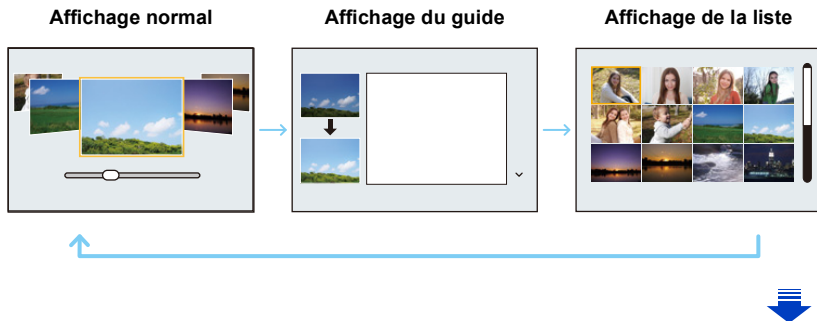 Affichage normal
Affichage du guide
Affichage de la liste